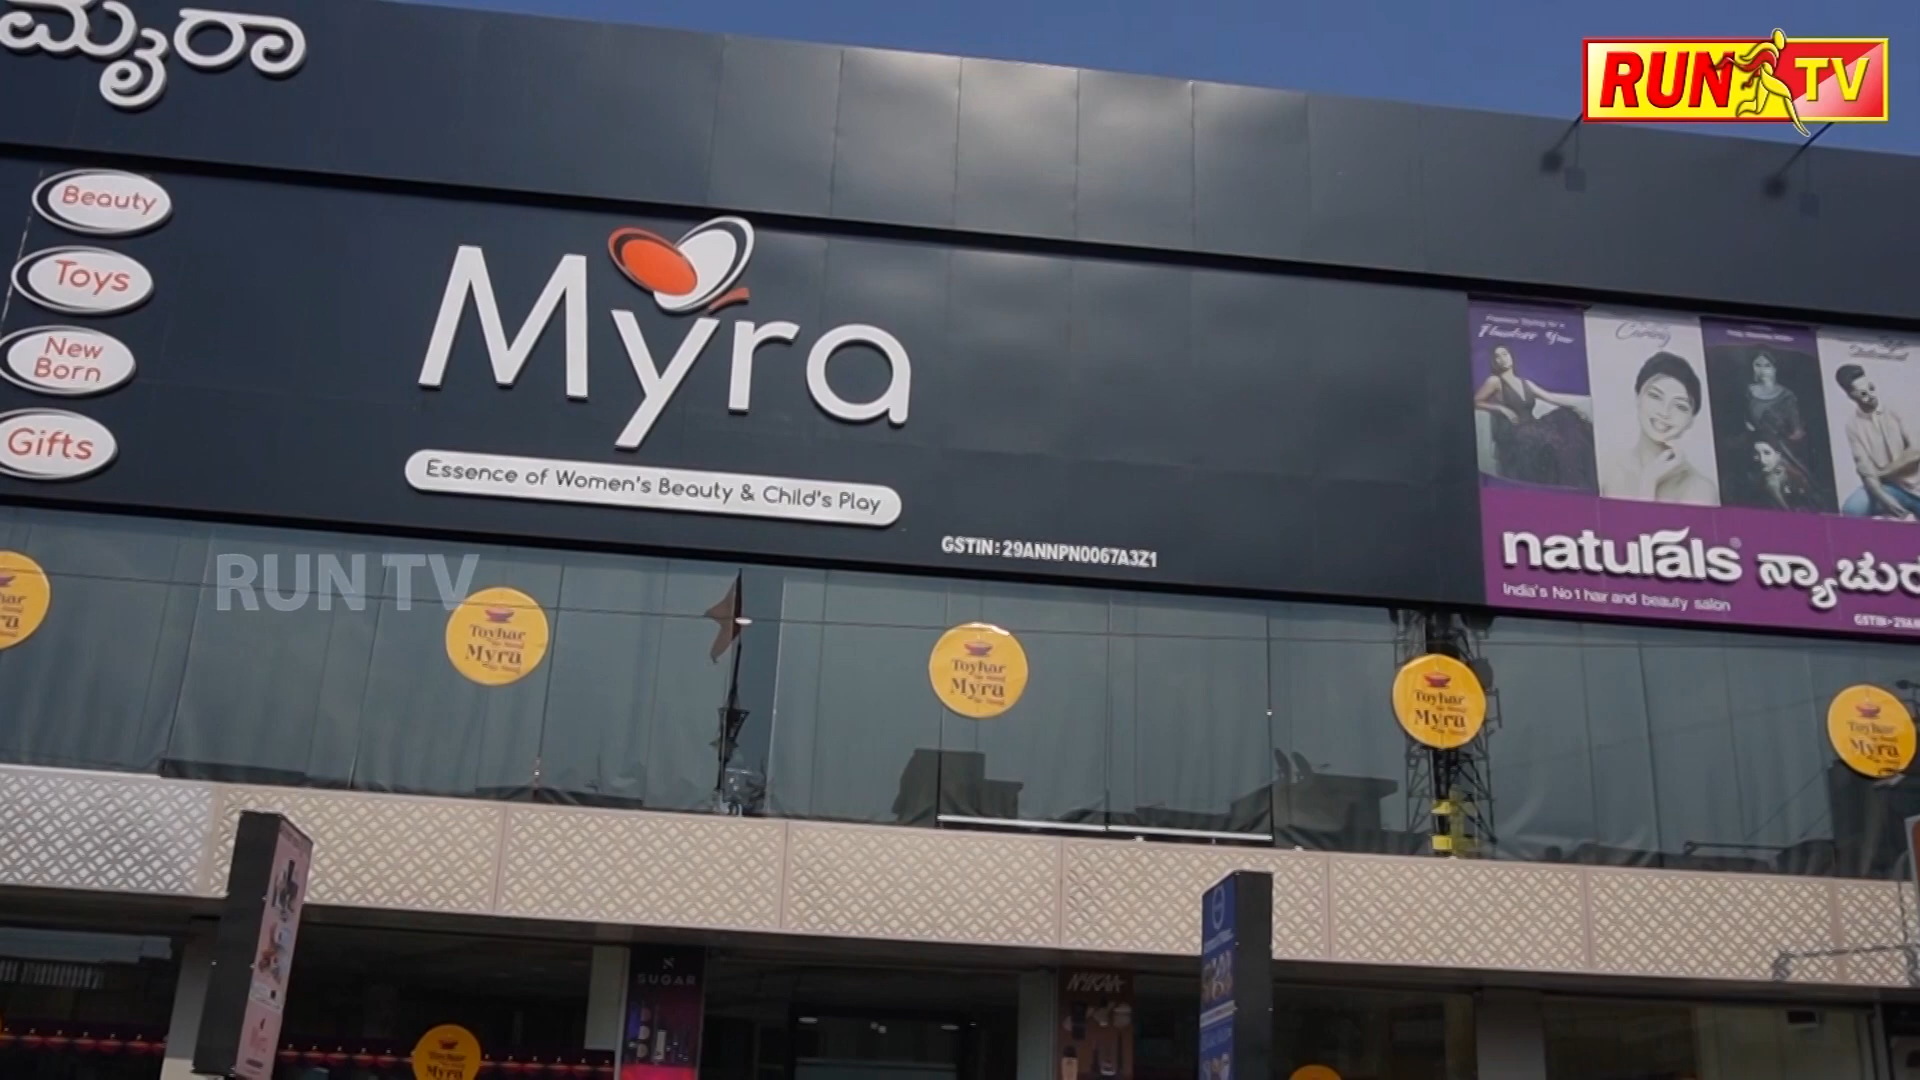 ಮೈರಾ
RUN TV
Beauty
Toys
New
Born
Gifts
Myra
Essence of Women's Beauty & Child's Play
GSTIN: 29ANNPN0067A3Z1
naturals
India's No1 hair and beauty salon
RUN TV
Toyhar
Myra
Toyhar
Myra
Toyhar
Myra
Toyhar
Myra
SUGAR
NYKAA
Myra